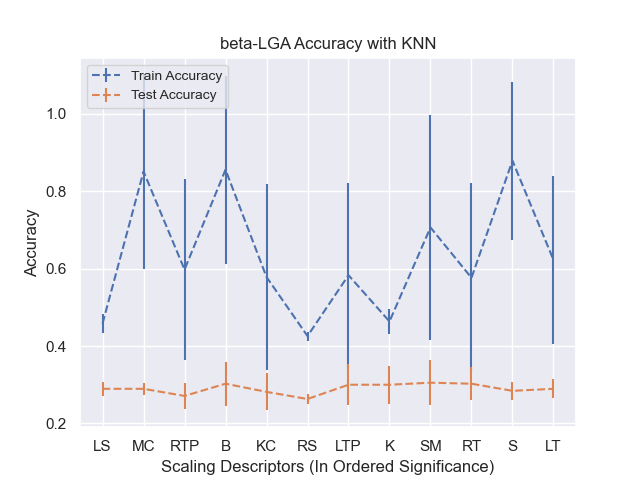 beta-LGA Accuracy with KNN
Train Accuracy
Test Accuracy
1.0
0.8
0.6
0.4
0.2
Accuracy
LS MC RTP B KC RS LTP K SM RT S LT
Scaling Descriptors (In Ordered Significance)